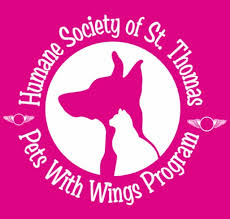 Humane Society of St. Thomas
Pets With Wings Program